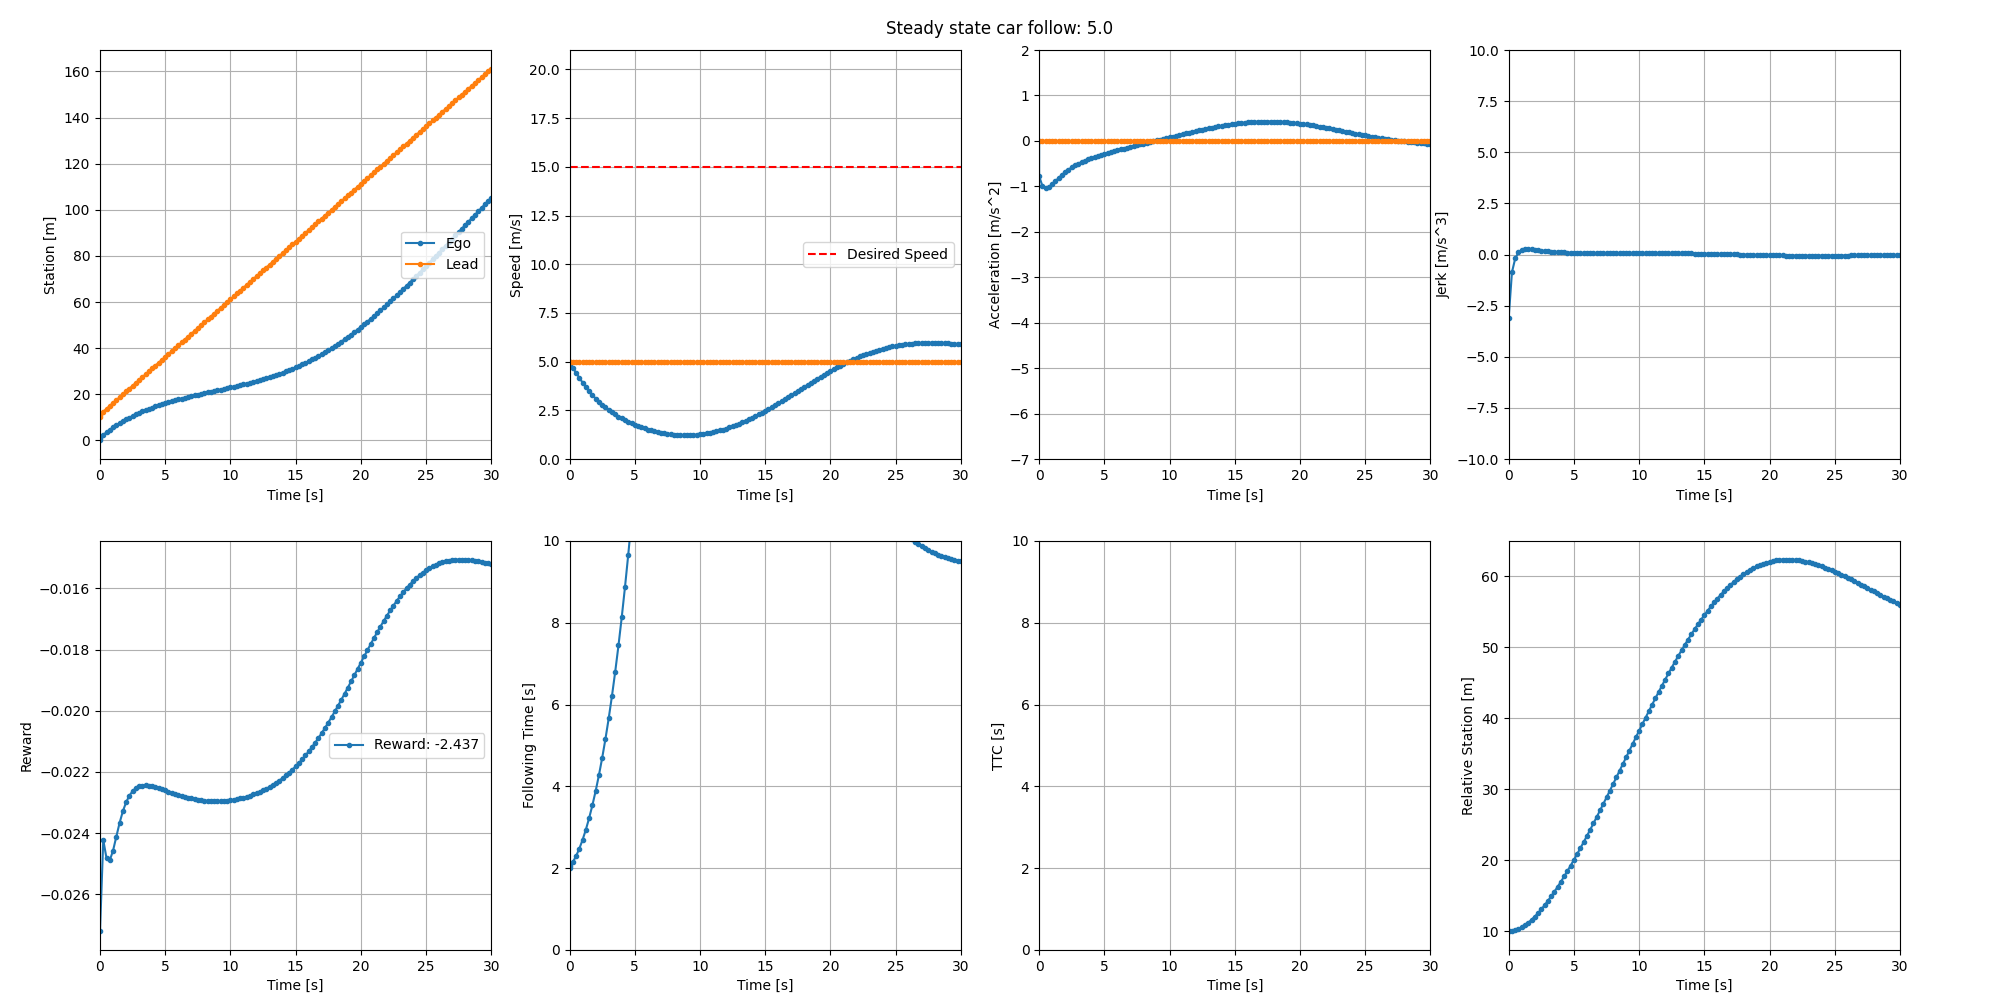 Steady state car follow: 5.0
160
140
120
100
80
60
40
20
0
Station [m]
Ego
Lead
0 5 10 15 20 25 30
Time [s]
20.0
17.5
15.0
12.5
10.0
7.5
5.0
2.5
0.0
Speed [m/s]
Desired Speed
0 5 10 15 20 25 30
Time [s]
2
1
0
−1
−2
−3
−4
−5
−6
−7
Acceleration [m/s^2]
0 5 10 15 20 25 30
Time [s]
10.0
7.5
5.0
2.5
0.0
−2.5
−5.0
−7.5
−10.0
Jerk [m/s^3]
0 5 10 15 20 25 30
Time [s]
−0.016
−0.018
−0.020
−0.022
−0.024
−0.026
Reward
Reward: -2.437
0 5 10 15 20 25 30
Time [s]
10
8
6
4
2
0
Following Time [s]
0 5 10 15 20 25 30
Time [s]
10
8
6
4
2
0
TTC [s]
0 5 10 15 20 25 30
Time [s]
60
50
40
30
20
10
Relative Station [m]
0 5 10 15 20 25 30
Time [s]